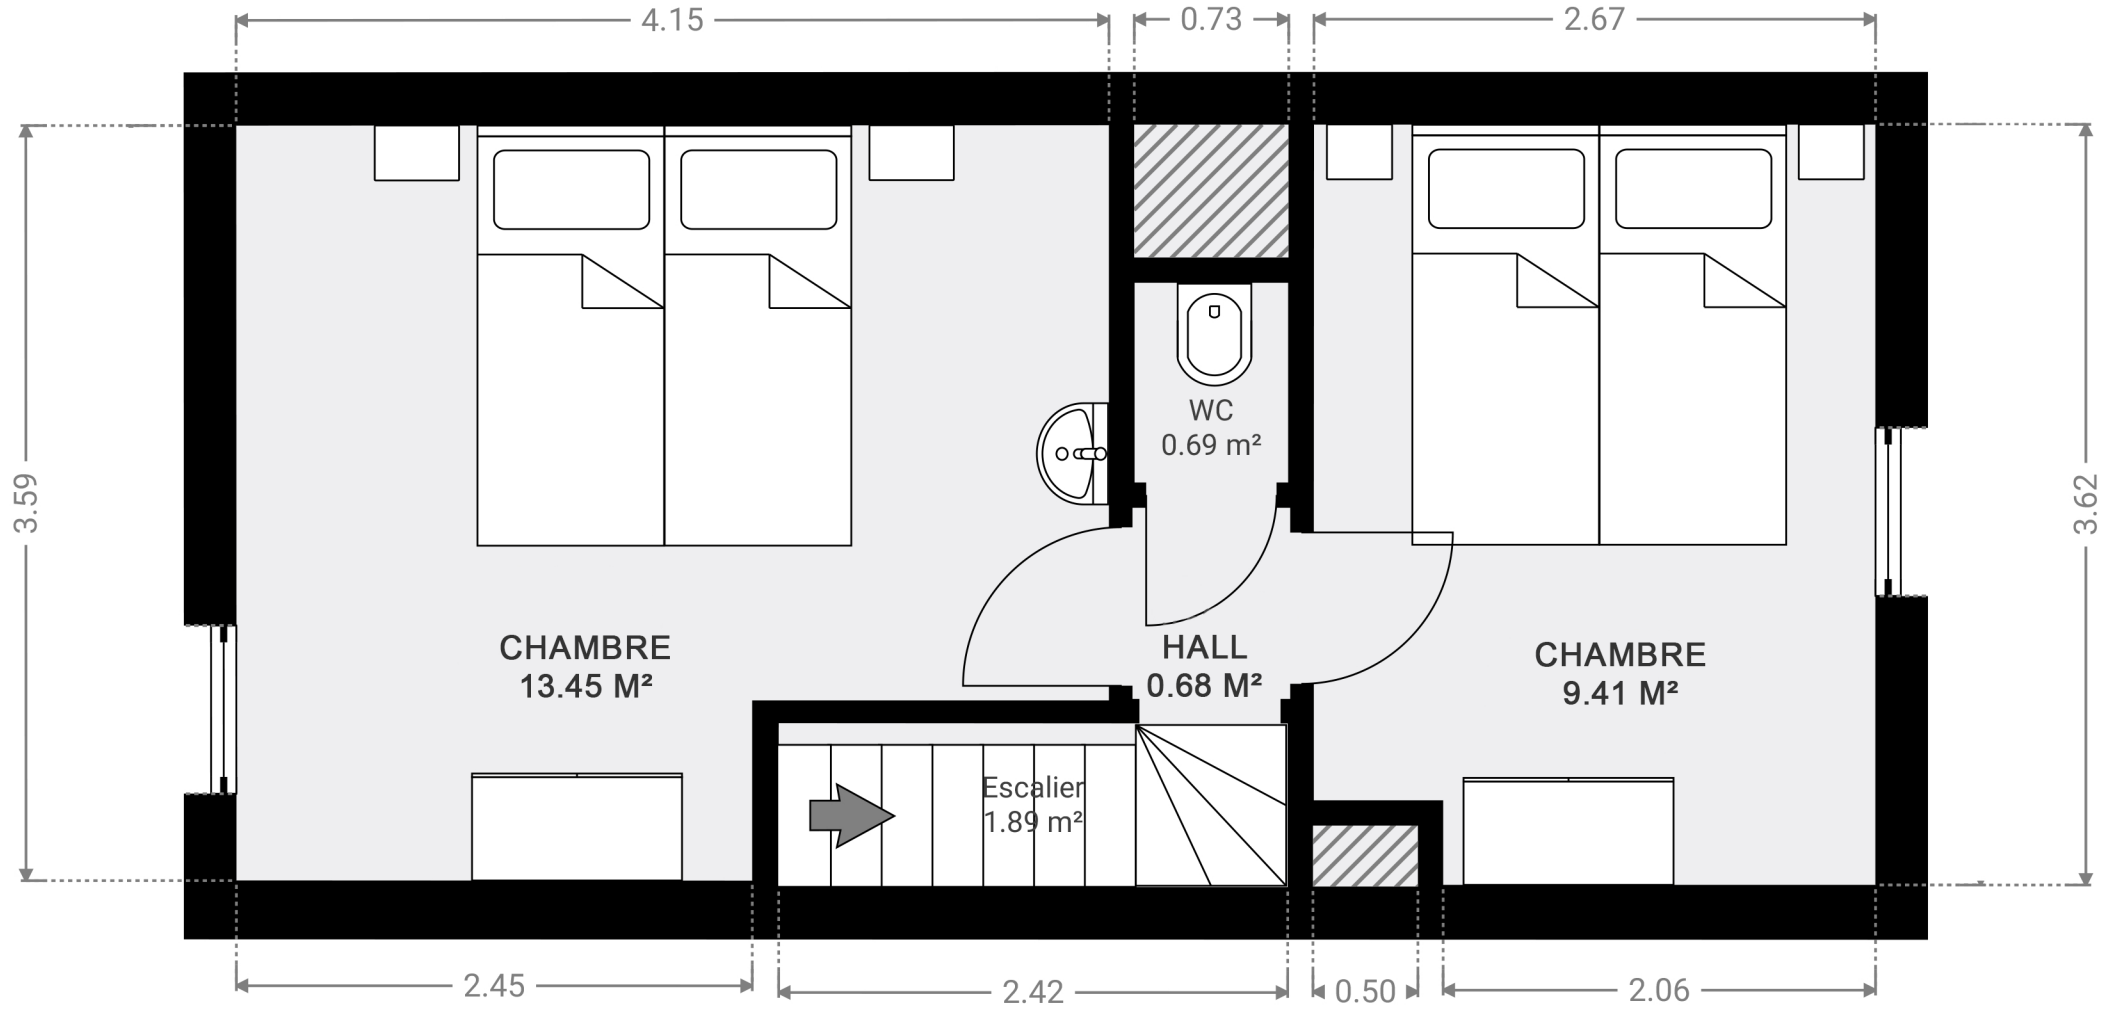 4.15
0.73
2.67
3.59
3.62
WC
0.69 m²
CHAMBRE
13.45 M²
HALL
0.68 M²
CHAMBRE
9.41 M²
Escalier
1.89 m²
2.45
2.42
0.50
2.06